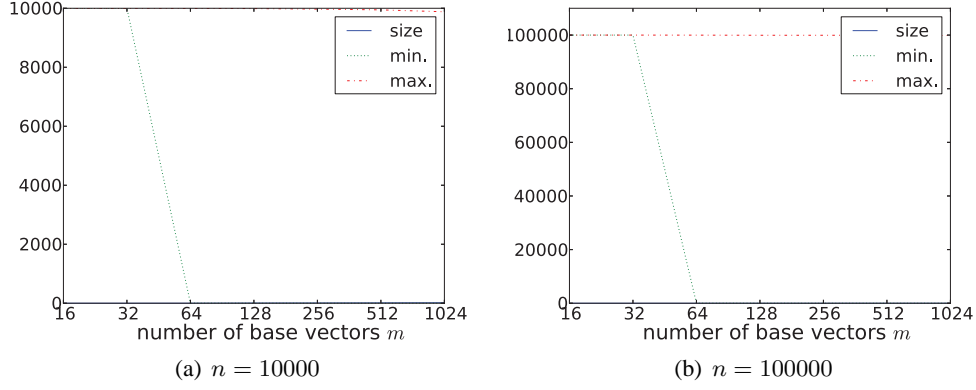 10000
8000
6000
4000
2000
0
size
min.
max.
16 32 64 128 256 512 1024
number of base vectors m
(a) n = 10000
100000
80000
60000
40000
20000
0
size
min.
max.
16 32 64 128 256 512 1024
number of base vectors m
(b) n = 100000